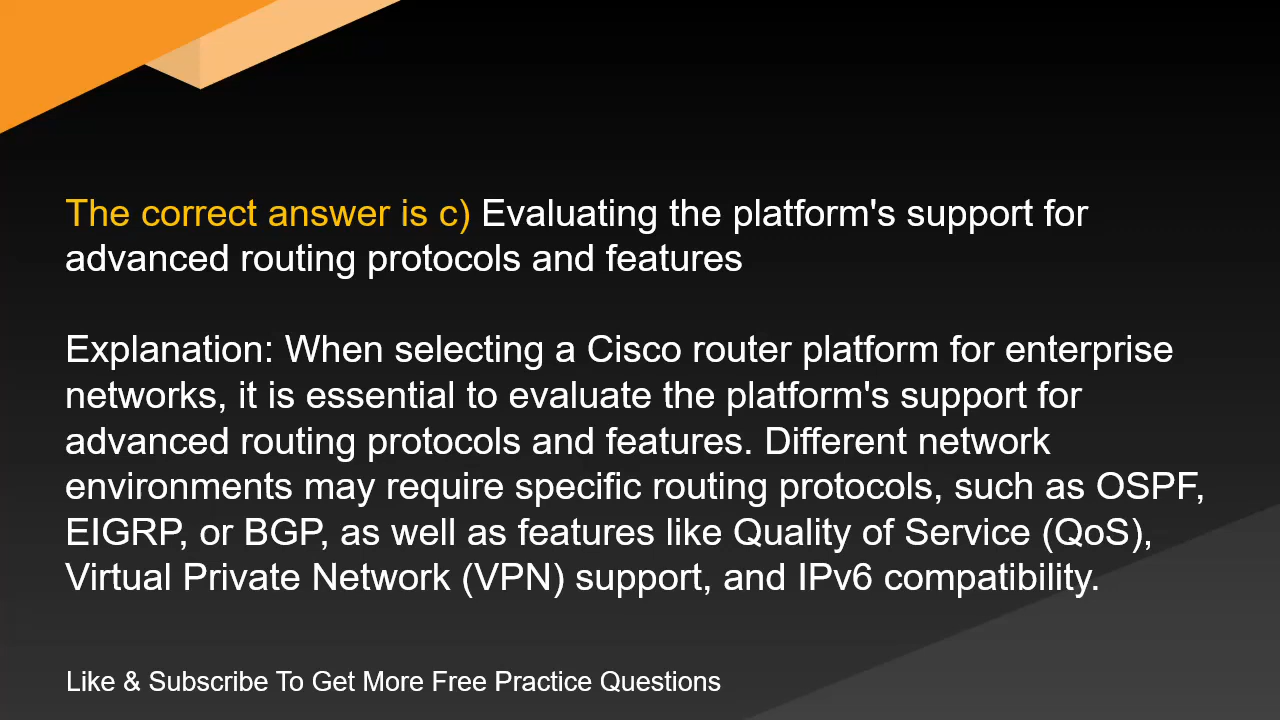 The correct answer is c) Evaluating the platform's support for
advanced routing protocols and features
Explanation: When selecting a Cisco router platform for enterprise
networks, it is essential to evaluate the platform's support for
advanced routing protocols and features. Different network
environments may require specific routing protocols, such as OSPF,
EIGRP, or BGP, as well as features like Quality of Service (QoS),
Virtual Private Network (VPN) support, and IPv6 compatibility.
Like & Subscribe To Get More Free Practice Questions